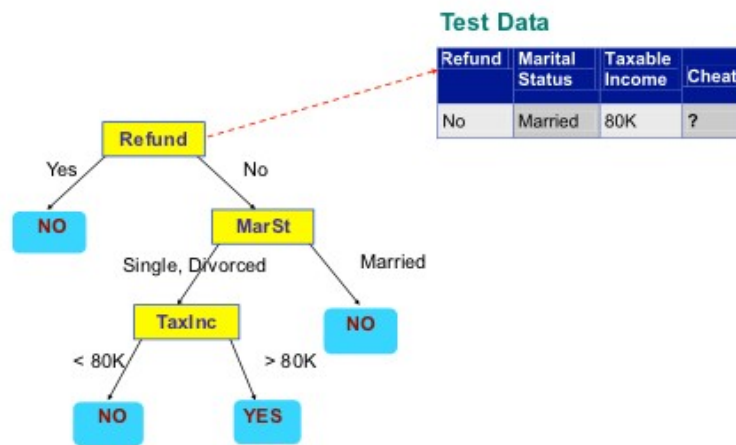 Test Data
Refund Marital Status Taxable Income Cheat
No Married 80K ?
Refund
Yes No
NO MarSt
Single, Divorced Married
TaxInc NO
< 80K > 80K
NO YES